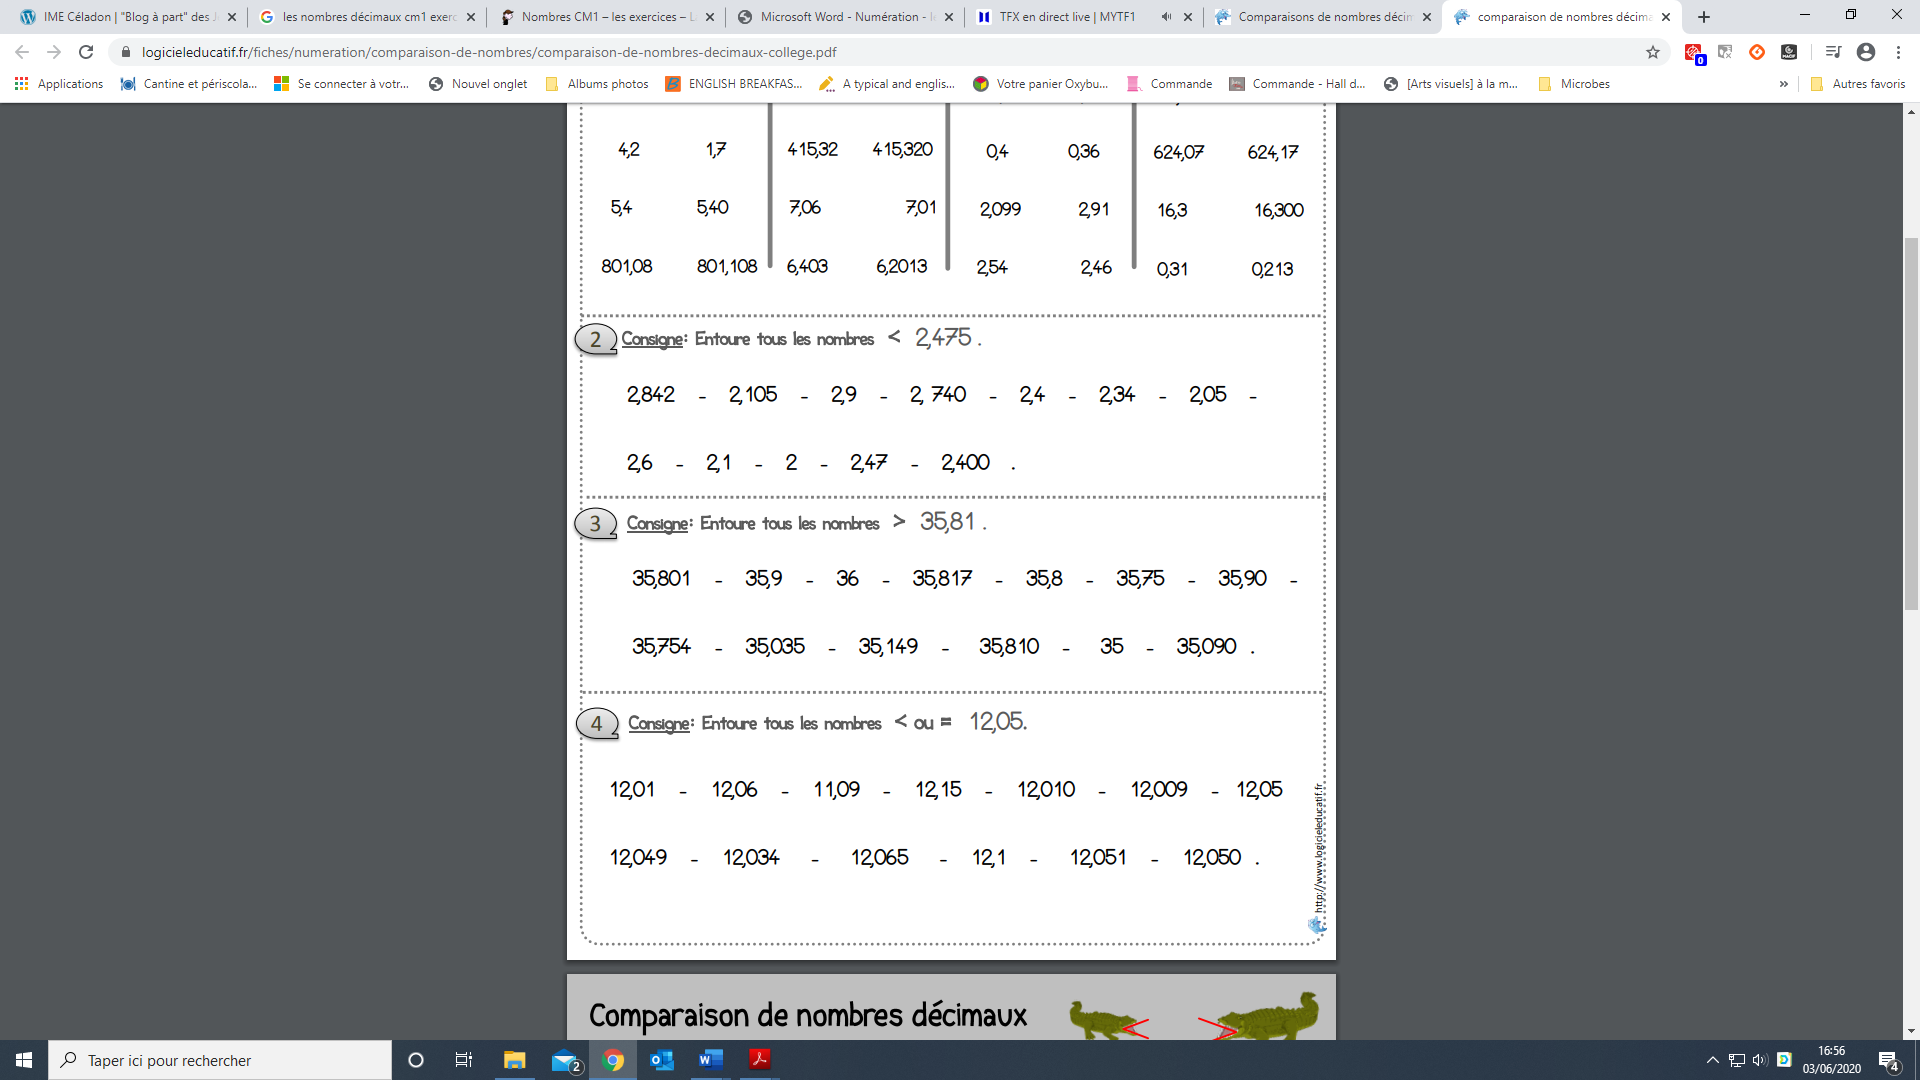 IME Céladon | "Blog à part" des J
les nombres décimaux cm1 exerc
Nombres CM1 – les exercices – L
Microsoft Word - Numération - l
TFX en direct live | MYTF1
Comparaisons de nombres décim
comparaison de nombres décima
logicieleducatif.fr/fiches/numeration/comparaison-de-nombres/comparaison-de-nombres-decimaux-college.pdf
0
Applications Cantine et périscola... Se connecter à votr... Nouvel onglet Albums photos ENGLISH BREAKFAS... A typical and englis... Votre panier Oxybu... Commande Commande - Hall d... [Arts visuels] à la m... Microbes » Autres favoris
4,2 1,7 415,32 415,320 0,4 0,36 624,07 624,17
5,4 5,40 7,06 7,01 2,099 2,91 16,3 16,300
801,08 801,108 6,403 6,2013 2,54 2,46 0,31 0,213
2 Consigne: Entoure tous les nombres < 2,475 .
2,842 - 2,105 - 2,9 - 2, 740 - 2,4 - 2,34 - 2,05 -
2,6 - 2,1 - 2 - 2,47 - 2,400 .
3 Consigne: Entoure tous les nombres > 35,81 .
35,801 - 35,9 - 36 - 35,817 - 35,8 - 35,75 - 35,90 -
35,754 - 35,035 - 35,149 - 35,810 - 35 - 35,090 .
4 Consigne: Entoure tous les nombres < ou = 12,05.
12,01 - 12,06 - 11,09 - 12,15 - 12,010 - 12,009 - 12,05
12,049 - 12,034 - 12,065 - 12,1 - 12,051 - 12,050 .
http://www.logicieleducatif.fr
Comparaison de nombres décimaux
Taper ici pour rechercher
2
16:56
03/06/2020
4